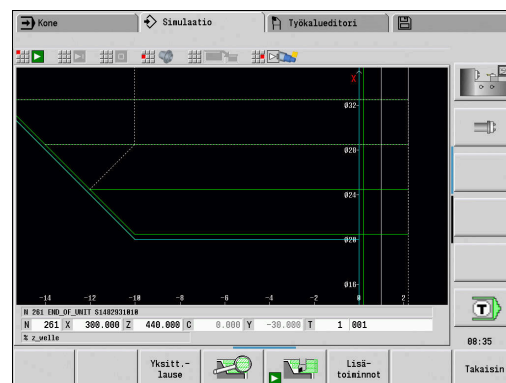 Kone Simulaatio Työkalueditori
X
ø32
ø28
ø24
ø20
ø16
-14 -12 -10 -8 -6 -4 -2 0 2
N 261 END_OF_UNIT S1402931010
N 261 X 300.000 Z 440.000 C 0.000 Y -30.000 T 1 001
% z_welle
T
08:35
Yksitt.-
lause
Lisä-
toiminnot
Takaisin